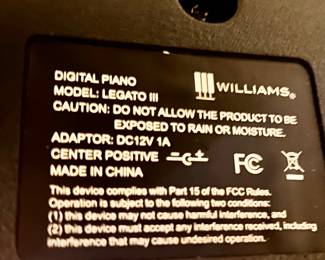 DIGITAL PIANO
WILLIAMS®
MODEL: LEGATO III
CAUTION: DO NOT ALLOW THE PRODUCT TO BE
EXPOSED TO RAIN OR MOISTURE.
ADAPTOR: DC12V 1A
CENTER POSITIVE - +
FC
MADE IN CHINA
This device complies with Part 15 of the FCC Rules.
Operation is subject to the following two conditions:
(1) this device may not cause harmful interference, and
(2) this device must accept any interference received, including
interference that may cause undesired operation.